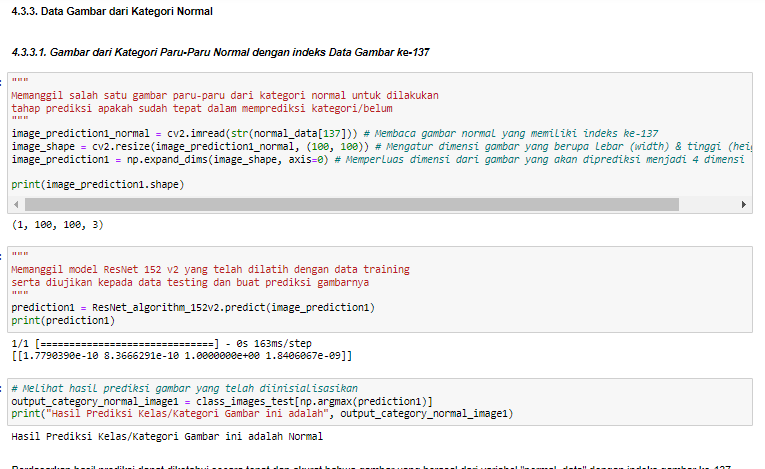 4.3.3. Data Gambar dari Kategori Normal
4.3.3.1. Gambar dari Kategori Paru-Paru Normal dengan indeks Data Gambar ke-137
"""
Memanggil salah satu gambar paru-paru dari kategori normal untuk dilakukan
tahap prediksi apakah sudah tepat dalam memprediksi kategori/belum
"""
image_prediction1_normal = cv2.imread(str(normal_data[137])) # Membaca gambar normal yang memiliki indeks ke-137
image_shape = cv2.resize(image_prediction1_normal, (100, 100)) # Mengatur dimensi gambar yang berupa lebar (width) & tinggi (hei
image_prediction1 = np.expand_dims(image_shape, axis=0) # Memperluas dimensi dari gambar yang akan diprediksi menjadi 4 dimensi
print(image_prediction1.shape)
(1, 100, 100, 3)
"""
Memanggil model ResNet 152 v2 yang telah dilatih dengan data training
serta diujikan kepada data testing dan buat prediksi gambarnya
"""
prediction1 = ResNet_algorithm_152v2.predict(image_prediction1)
print(prediction1)
1/1 [==============================] - 0s 163ms/step
[[1.7790390e-10 8.3666291e-10 1.0000000e+00 1.8406067e-09]]
# Melihat hasil prediksi gambar yang telah diinisialisasikan
output_category_normal_image1 = class_images_test[np.argmax(prediction1)]
print("Hasil Prediksi Kelas/Kategori Gambar ini adalah", output_category_normal_image1)
Hasil Prediksi Kelas/Kategori Gambar ini adalah Normal